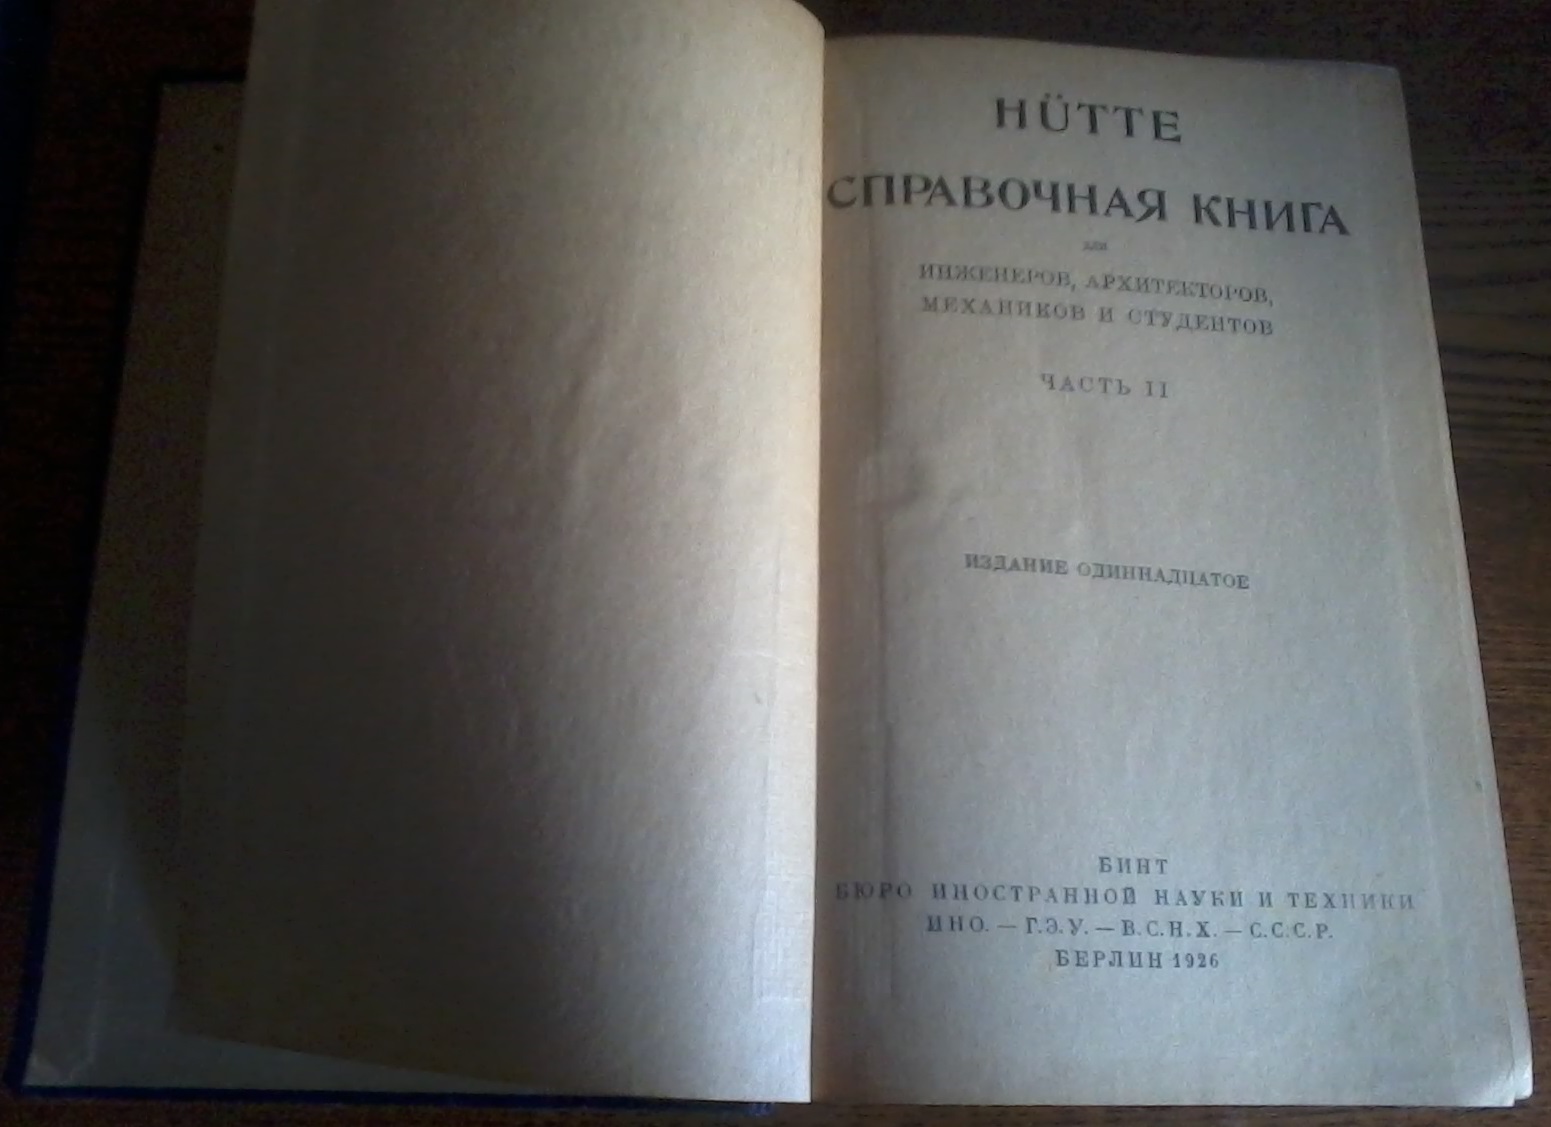 HÜTTE
СПРАВОЧНАЯ КНИГА
для
ИНЖЕНЕРОВ, АРХИТЕКТОРОВ,
МЕХАНИКОВ И СТУДЕНТОВ
ЧАСТЬ II
ИЗДАНИЕ ОДИННАДЦАТОЕ
БИНТ
БЮРО ИНОСТРАННОЙ НАУКИ И ТЕХНИКИ
ИНО. — Г.Э.У. — В.С.Н.Х. — С.С.С.Р.
БЕРЛИН 1926